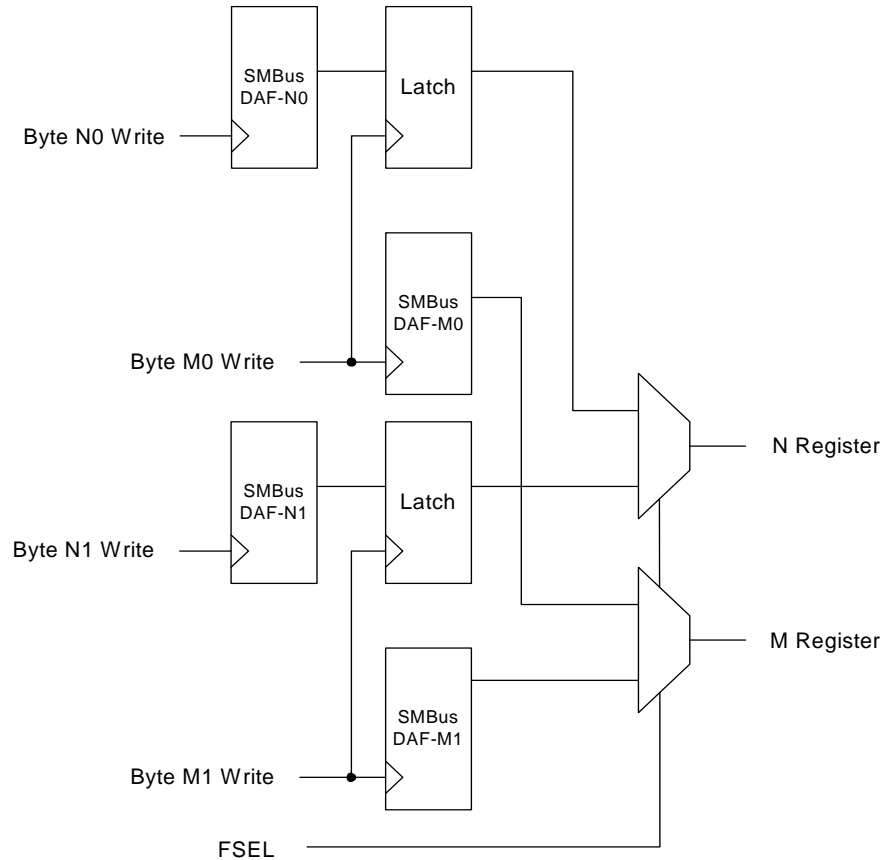 SMBus
DAF-N0
Latch
Byte N0 Write
SMBus
DAF-M0
Byte M0 Write
N Register
SMBus
DAF-N1
Latch
Byte N1 Write
M Register
SMBus
DAF-M1
Byte M1 Write
FSEL